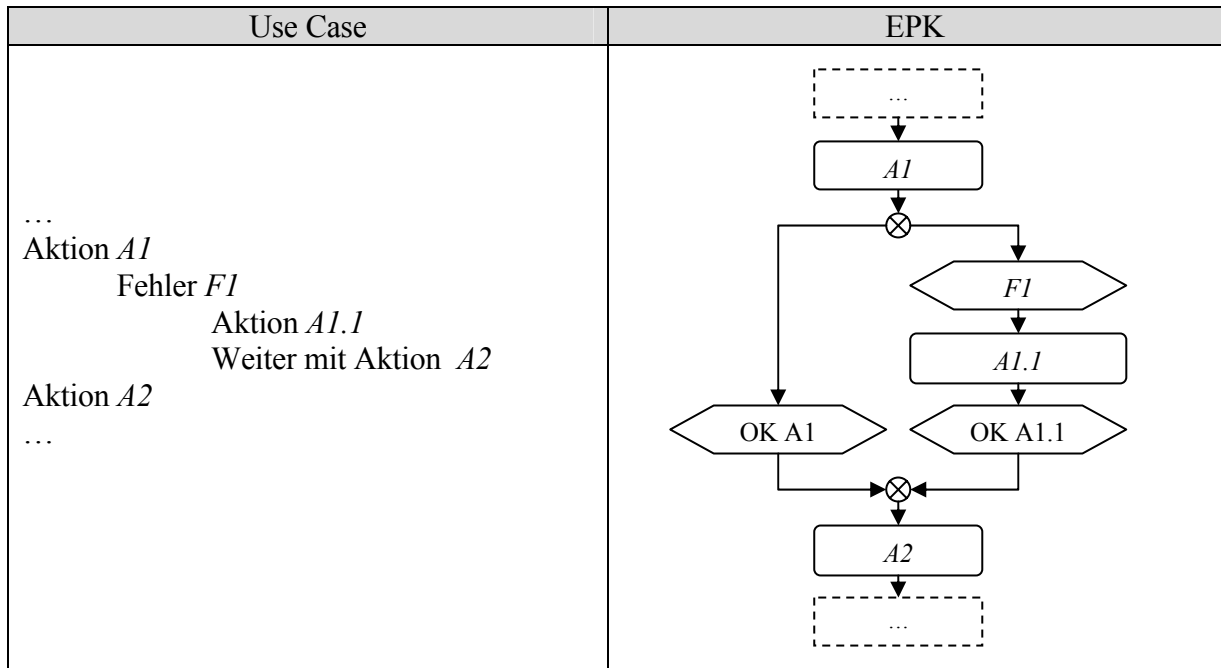 Use Case
EPK
…
Aktion A1
Fehler F1
Aktion A1.1
Weiter mit Aktion A2
Aktion A2
…
…
A1
F1
A1.1
OK A1
OK A1.1
A2
…